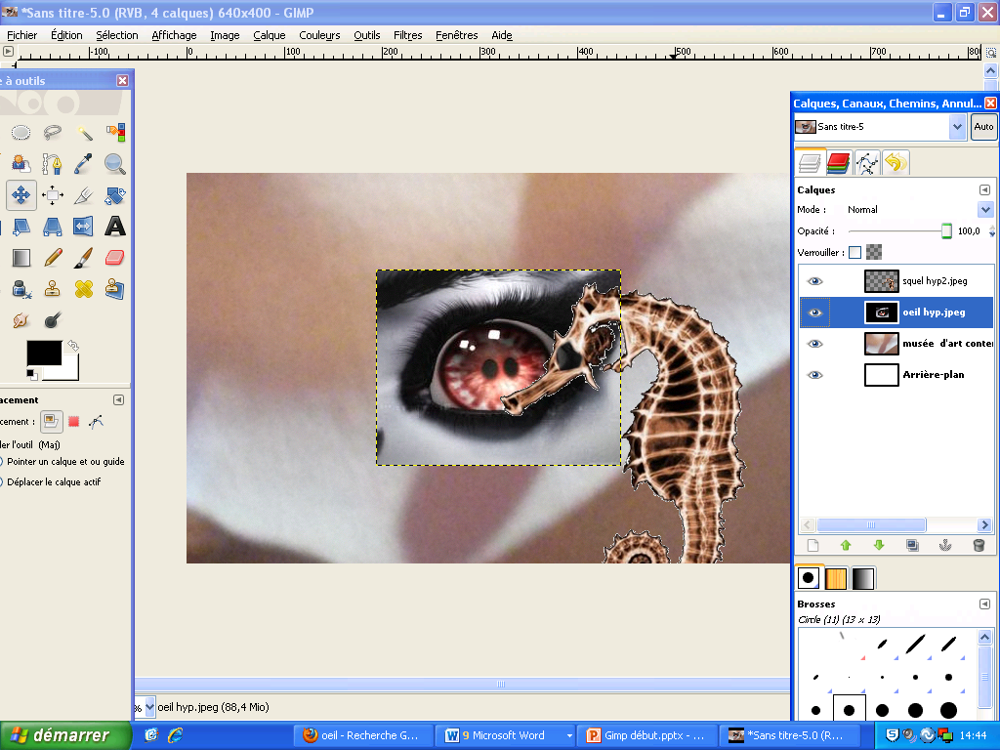 *Sans titre-5.0 (RVB, 4 calques) 640x400 – GIMP
Fichier Édition Sélection Affichage Image Calque Couleurs Outils Filtres Fenêtres Aide
-100 0 100 200 300 400 500 600 700 800
e à outils
Calques, Canaux, Chemins, Annul...
Sans titre-5 Auto
Calques
Mode : Normal
Opacité : 100,0
Verrouiller :
squel hyp2.jpeg
oeil hyp.jpeg
musée d'art conte
Arrière-plan
acement
cement :
ler l'outil (Maj)
Pointer un calque et ou guide
Déplacer le calque actif
Brosses
Circle (11) (13 × 13)
% oeil hyp.jpeg (88,4 Mio)
démarrer
oeil - Recherche G...
9 Microsoft Word
Gimp début.pptx - ...
*Sans titre-5.0 (R...
14:44